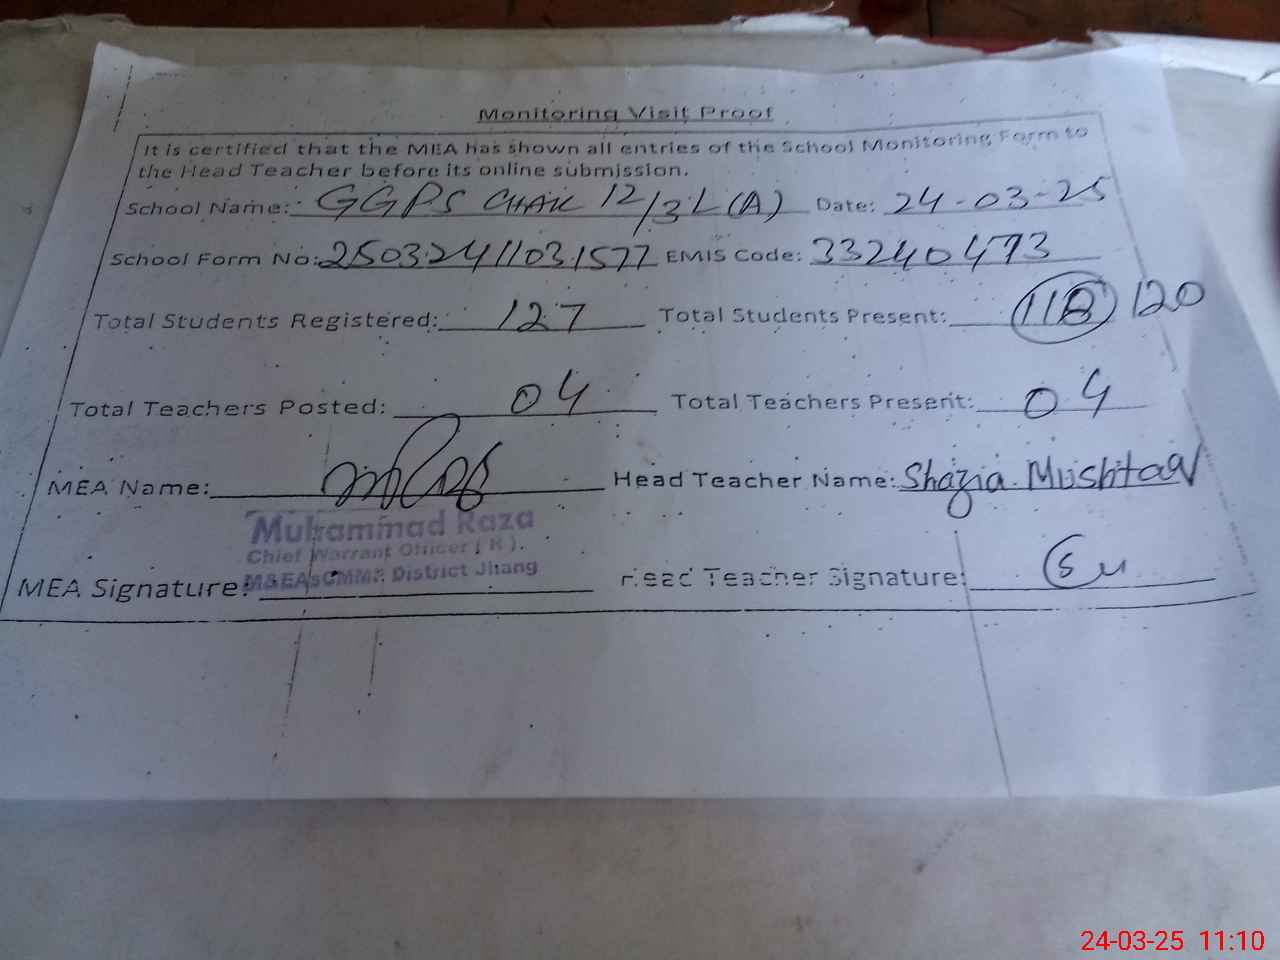 Monitoring Visit Proof
It is certified that the MEA has shown all entries of the School Monitoring Form to
the Head Teacher before its online submission.
School Name: GGPS CHAK 12/3L(A) Date: 24-03-25
School Form No: 25032411031577 EMIS Code: 33240473
Total Students Registered: 127 Total Students Present: 118 120
Total Teachers Posted: 04 Total Teachers Present: 04
MEA Name: Head Teacher Name: Shazia Mushtaq
Muhammad Raza
Chief Warrant Officer ( R ).
MEA Signature: District Jhang Head Teacher Signature:
24-03-25 11:10